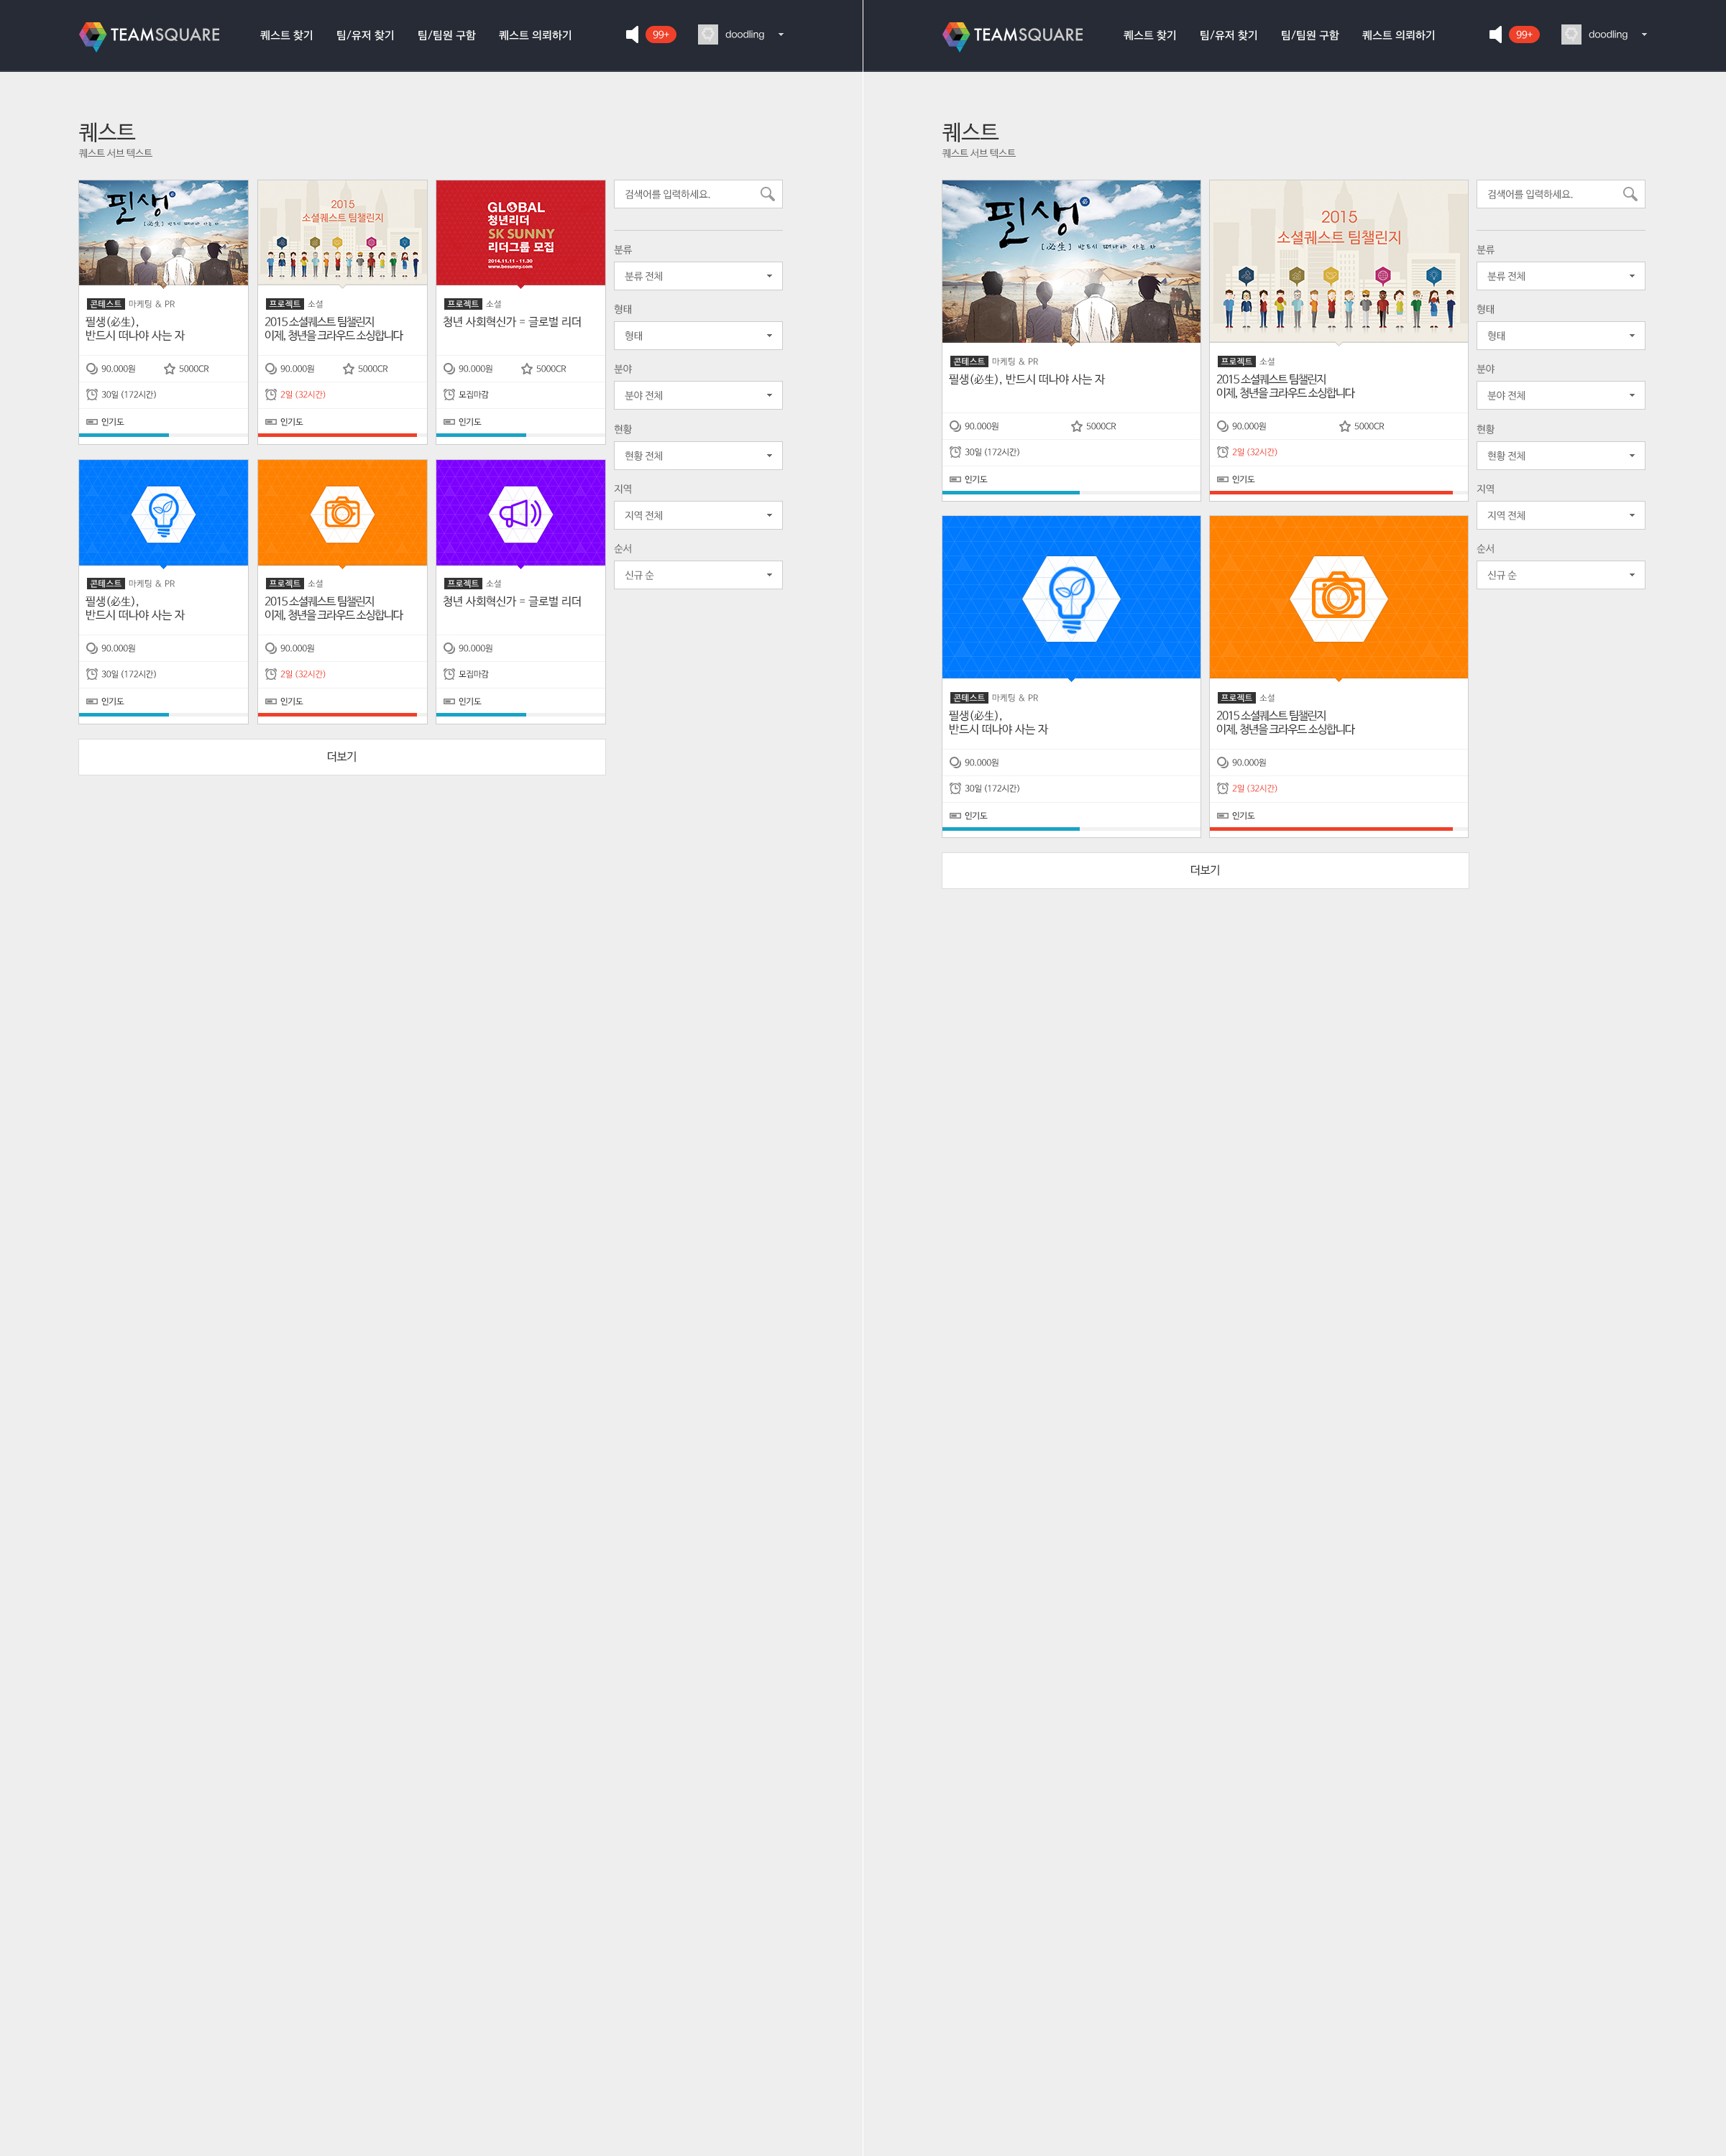 TEAMSQUARE 퀘스트 찾기 팀/유저 찾기 팀/팀원 구함 퀘스트 의뢰하기 99+ doodling
퀘스트
퀘스트 서브 텍스트
필생 必
[必生] 반드시 떠나야 사는 자
콘테스트 마케팅 & PR
필생(必生),
반드시 떠나야 사는 자
90.000원 5000CR
30일 (172시간)
인기도
2015
소셜퀘스트 팀챌린지
프로젝트 소셜
2015 소셜퀘스트 팀챌린지
이제, 청년을 크라우드 소싱합니다
90.000원 5000CR
2일 (32시간)
인기도
GLOBAL
청년리더
SK SUNNY
리더그룹 모집
2014.11.11 - 11.30
www.besunny.com
프로젝트 소셜
청년 사회혁신가 = 글로벌 리더
90.000원 5000CR
모집마감
인기도
콘테스트 마케팅 & PR
필생(必生),
반드시 떠나야 사는 자
90.000원
30일 (172시간)
인기도
프로젝트 소셜
2015 소셜퀘스트 팀챌린지
이제, 청년을 크라우드 소싱합니다
90.000원
2일 (32시간)
인기도
프로젝트 소셜
청년 사회혁신가 = 글로벌 리더
90.000원
모집마감
인기도
더보기
검색어를 입력하세요.
분류
분류 전체
형태
형태
분야
분야 전체
현황
현황 전체
지역
지역 전체
순서
신규 순
TEAMSQUARE 퀘스트 찾기 팀/유저 찾기 팀/팀원 구함 퀘스트 의뢰하기 99+ doodling
퀘스트
퀘스트 서브 텍스트
필생 必
[必生] 반드시 떠나야 사는 자
콘테스트 마케팅 & PR
필생(必生), 반드시 떠나야 사는 자
90.000원 5000CR
30일 (172시간)
인기도
2015
소셜퀘스트 팀챌린지
프로젝트 소셜
2015 소셜퀘스트 팀챌린지
이제, 청년을 크라우드 소싱합니다
90.000원 5000CR
2일 (32시간)
인기도
콘테스트 마케팅 & PR
필생(必生),
반드시 떠나야 사는 자
90.000원
30일 (172시간)
인기도
프로젝트 소셜
2015 소셜퀘스트 팀챌린지
이제, 청년을 크라우드 소싱합니다
90.000원
2일 (32시간)
인기도
더보기
검색어를 입력하세요.
분류
분류 전체
형태
형태
분야
분야 전체
현황
현황 전체
지역
지역 전체
순서
신규 순